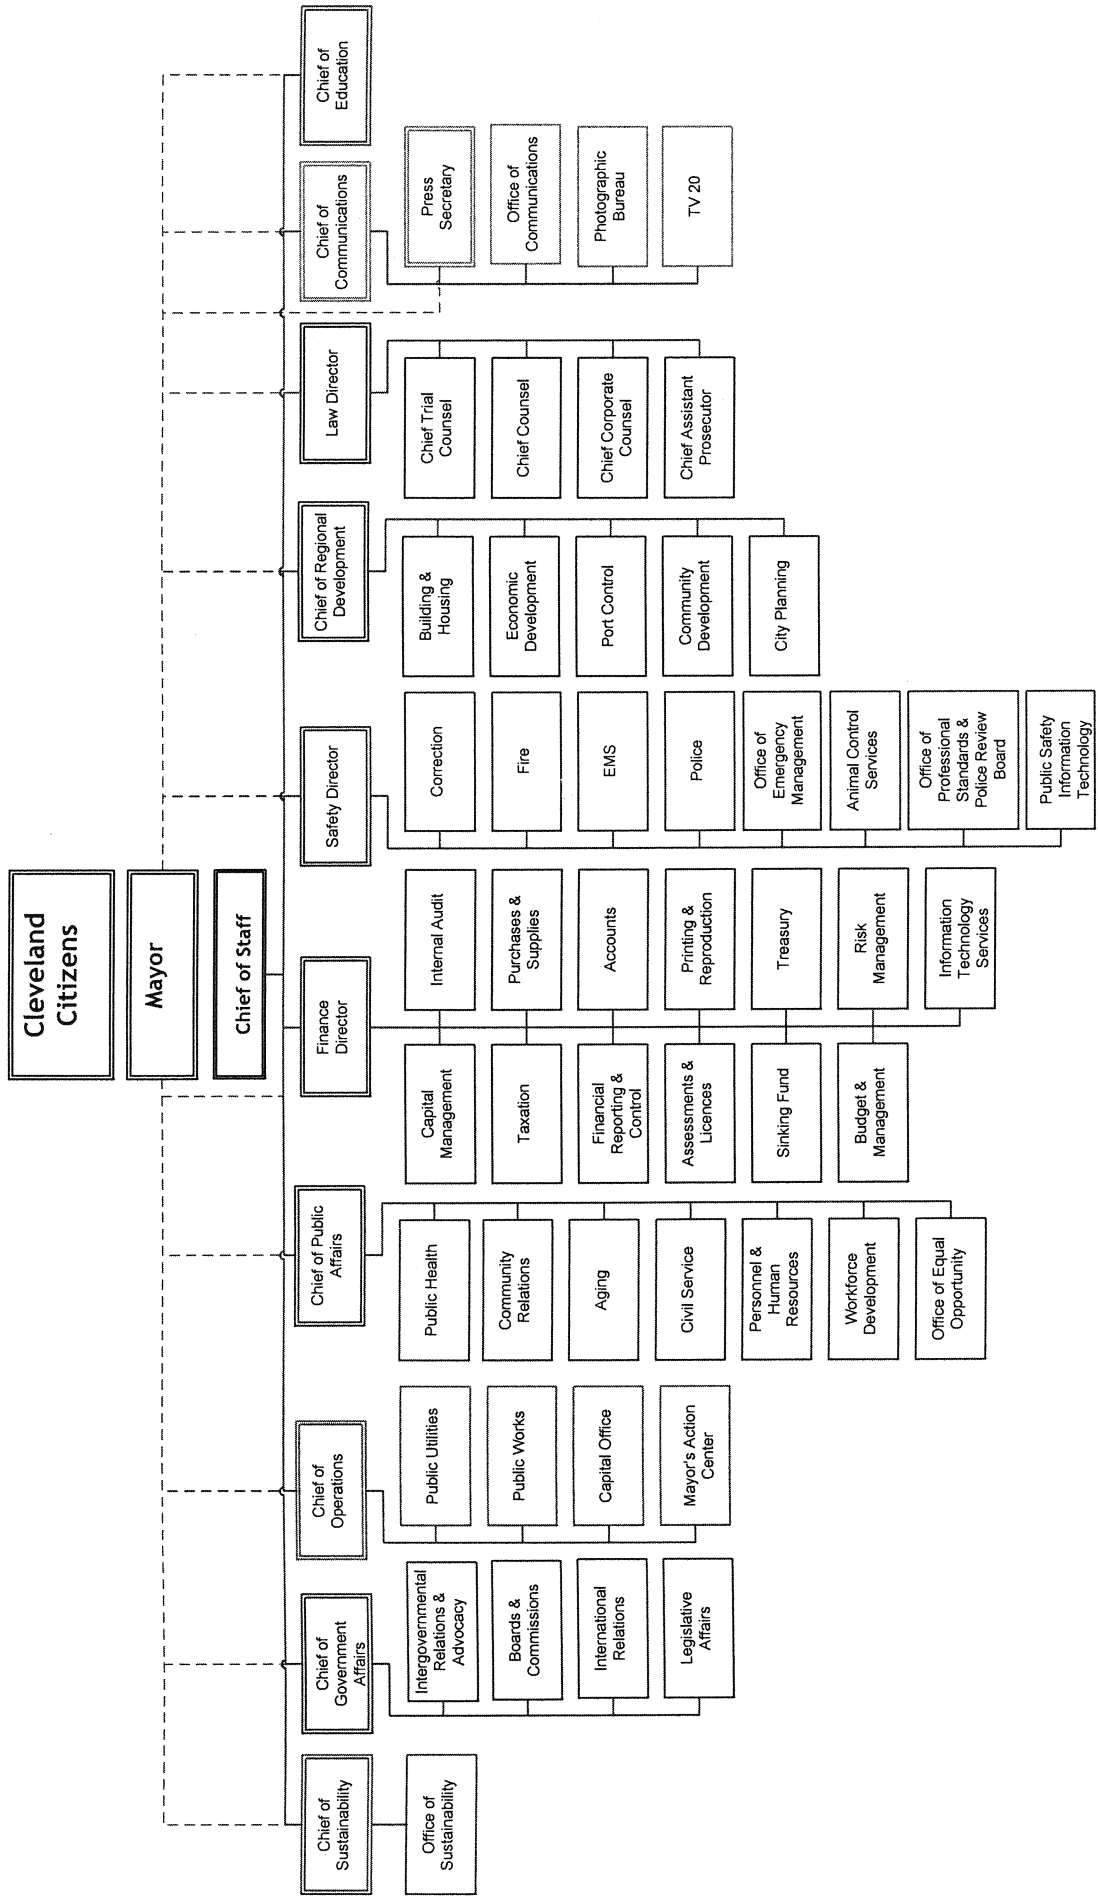 Cleveland
Citizens
Mayor
Chief of Staff
Chief of
Sustainability
Office of
Sustainability
Chief of
Government
Affairs
Intergovernmental
Relations &
Advocacy
Boards &
Commissions
International
Relations
Legislative
Affairs
Chief of
Operations
Public Utilities
Public Works
Capital Office
Mayor's Action
Center
Chief of Public
Affairs
Public Health
Community
Relations
Aging
Civil Service
Personnel &
Human
Resources
Workforce
Development
Office of Equal
Opportunity
Finance
Director
Capital
Management
Taxation
Financial
Reporting &
Control
Assessments &
Licences
Sinking Fund
Budget &
Management
Internal Audit
Purchases &
Supplies
Accounts
Printing &
Reproduction
Treasury
Risk
Management
Information
Technology
Services
Safety Director
Correction
Fire
EMS
Police
Office of
Emergency
Management
Animal Control
Services
Office of
Professional
Standards &
Police Review
Board
Public Safety
Information
Technology
Chief of Regional
Development
Building &
Housing
Economic
Development
Port Control
Community
Development
City Planning
Law Director
Chief Trial
Counsel
Chief Counsel
Chief Corporate
Counsel
Chief Assistant
Prosecutor
Chief of
Communications
Press
Secretary
Office of
Communications
Photographic
Bureau
TV 20
Chief of
Education